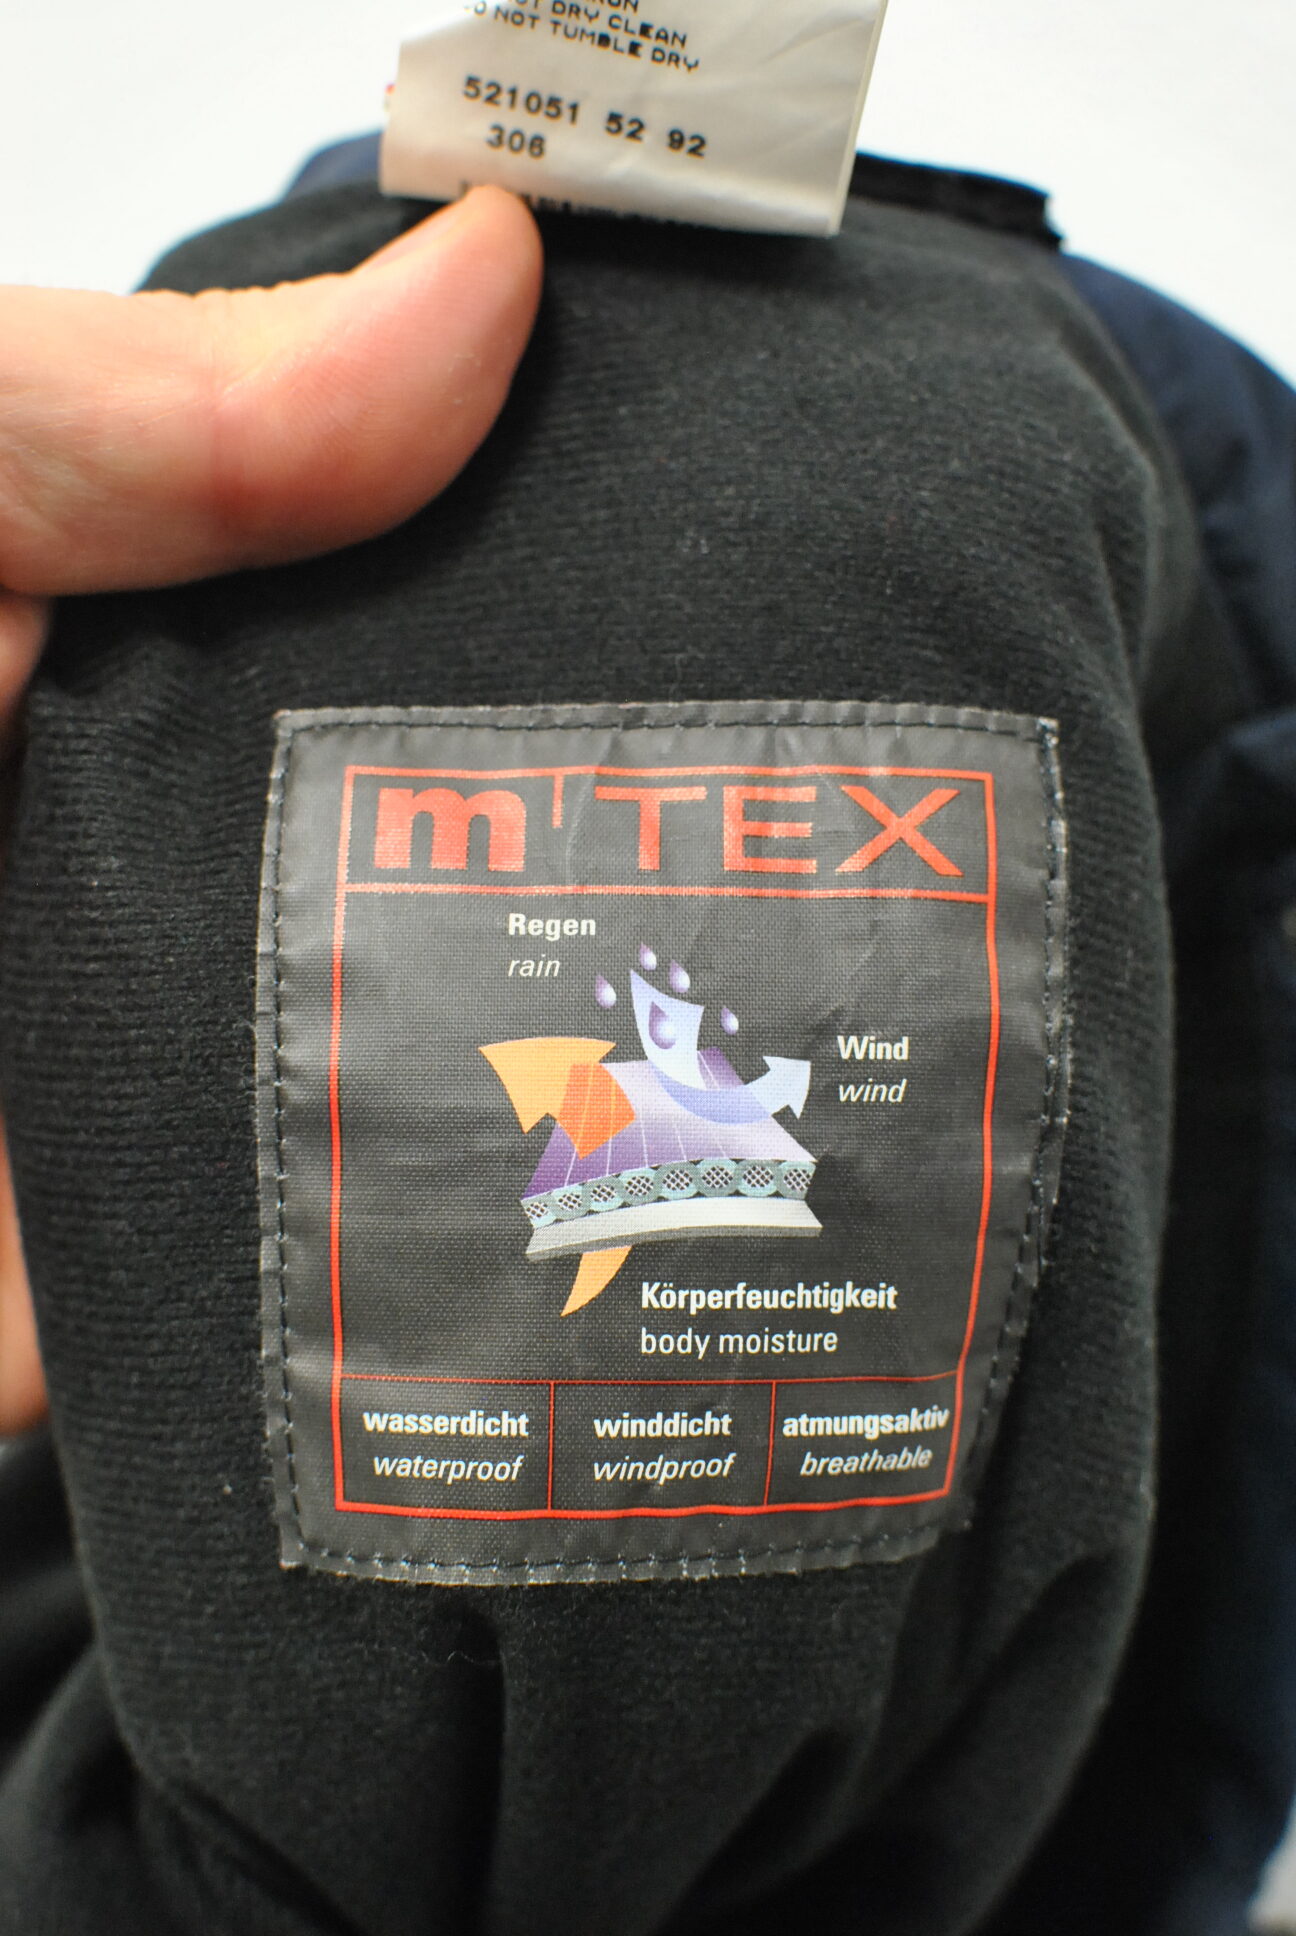 DRY CLEAN
DO NOT TUMBLE DRY
521051 52 92
306
m'TEX
Regen
rain
Wind
wind
Körperfeuchtigkeit
body moisture
wasserdicht winddicht atmungsaktiv
waterproof windproof breathable